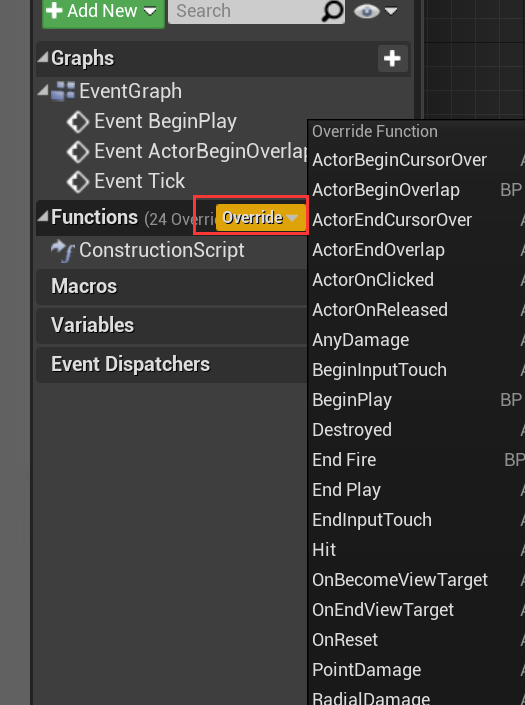 Add New
Search
Graphs
EventGraph
Event BeginPlay
Event ActorBeginOverlap
Event Tick
Functions (24 Overri
Override
ConstructionScript
Macros
Variables
Event Dispatchers
Override Function
ActorBeginCursorOver
ActorBeginOverlap BP
ActorEndCursorOver
ActorEndOverlap
ActorOnClicked
ActorOnReleased
AnyDamage
BeginInputTouch
BeginPlay BP
Destroyed
End Fire BP
End Play
EndInputTouch
Hit
OnBecomeViewTarget
OnEndViewTarget
OnReset
PointDamage
RadialDamage